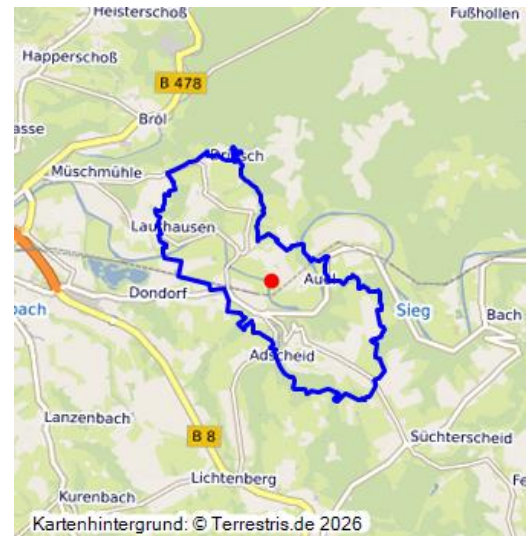 Heisterschoß
Fußhollen
Happerschoß
B 478
Bröl
asse
Müschmühle
Lauthausen
Dondorf
Sieg
Bach
bach
Adscheid
Lanzenbach
B 8
Süchterscheid
Lichtenberg
Fe
Kurenbach
Kartenhintergrund: © Terrestris.de 2026